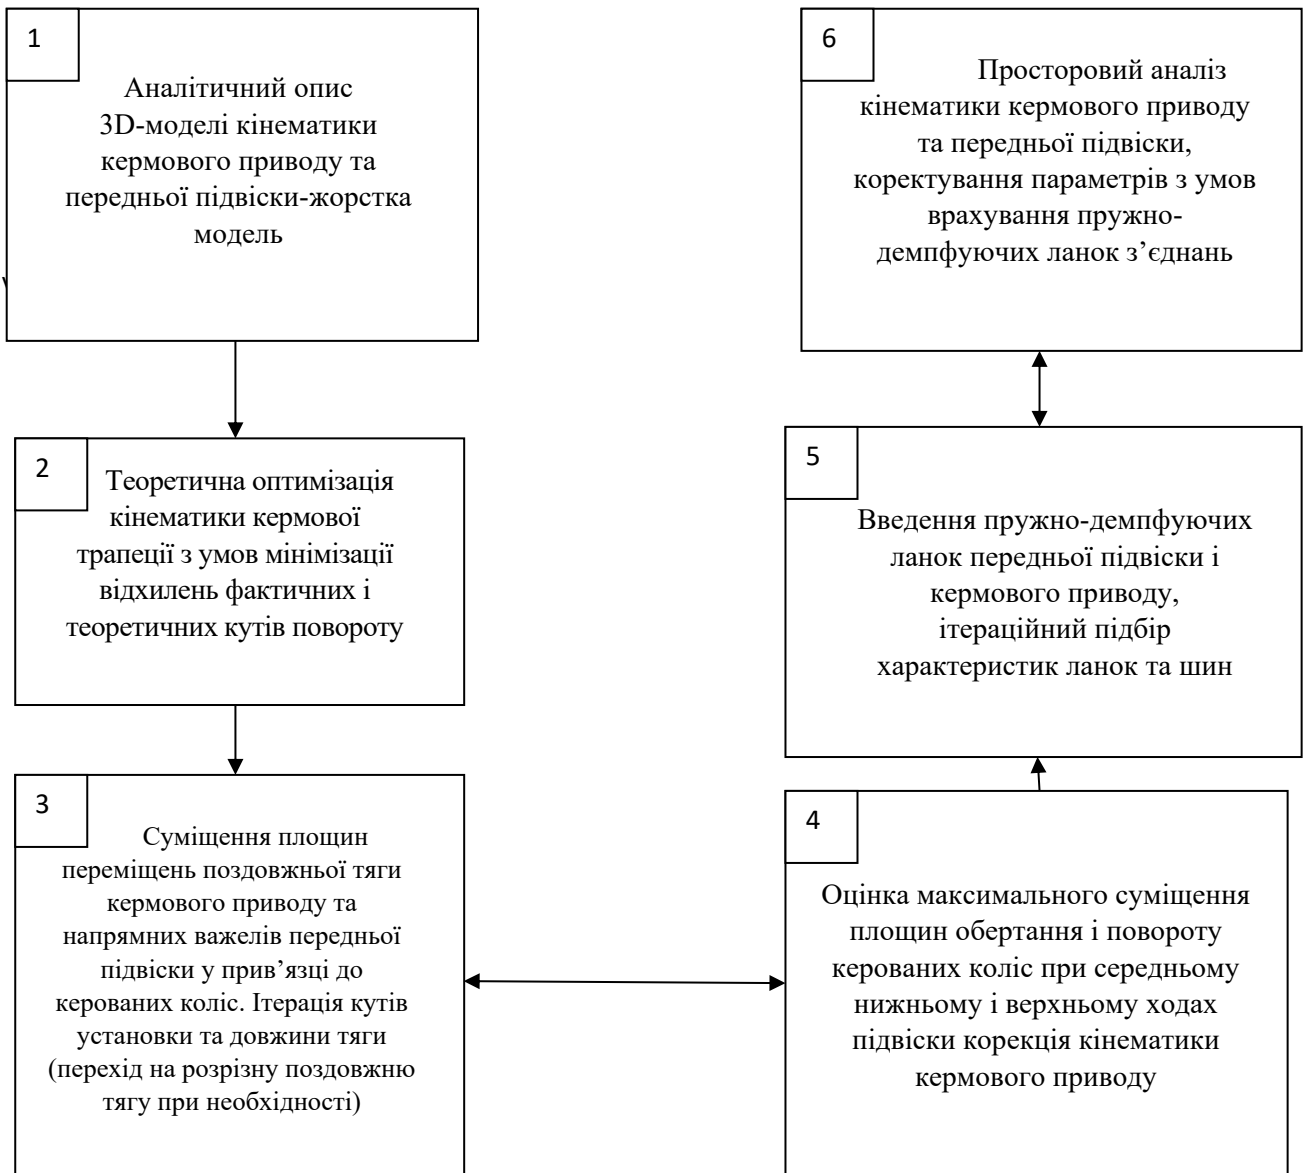 1
Аналітичний опис
3D-моделі кінематики
кермового приводу та
передньої підвіски-жорстка
модель
2
Теоретична оптимізація
кінематики кермової
трапеції з умов мінімізації
відхилень фактичних і
теоретичних кутів повороту
3
Суміщення площин
переміщень поздовжньої тяги
кермового приводу та
напрямних важелів передньої
підвіски у прив’язці до
керованих коліс. Ітерація кутів
установки та довжини тяги
(перехід на розрізну поздовжню
тягу при необхідності)
4
Оцінка максимального суміщення
площин обертання і повороту
керованих коліс при середньому
нижньому і верхньому ходах
підвіски корекція кінематики
кермового приводу
5
Введення пружно-демпфуючих
ланок передньої підвіски і
кермового приводу,
ітераційний підбір
характеристик ланок та шин
6
Просторовий аналіз
кінематики кермового приводу
та передньої підвіски,
коректування параметрів з умов
врахування пружно-
демпфуючих ланок з’єднань